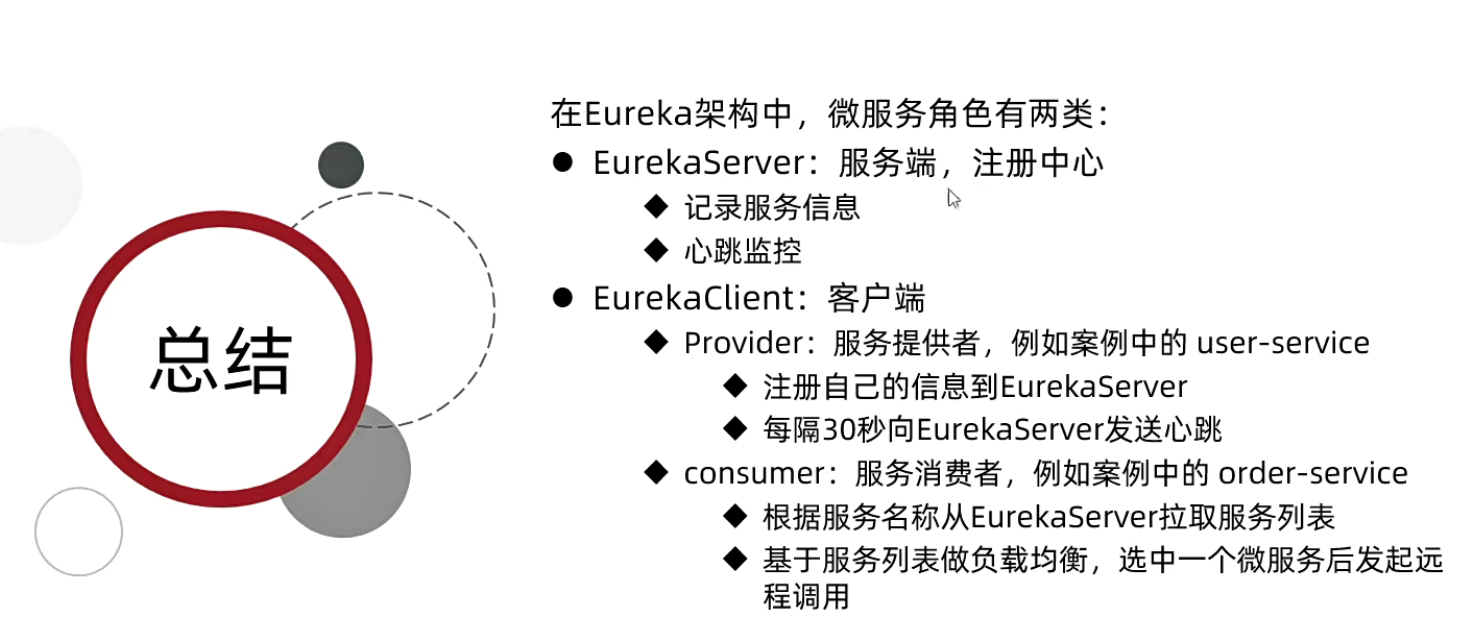 总结
在Eureka架构中，微服务角色有两类：
● EurekaServer：服务端，注册中心
◆ 记录服务信息
◆ 心跳监控
● EurekaClient：客户端
◆ Provider：服务提供者，例如案例中的 user-service
◆ 注册自己的信息到EurekaServer
◆ 每隔30秒向EurekaServer发送心跳
◆ consumer：服务消费者，例如案例中的 order-service
◆ 根据服务名称从EurekaServer拉取服务列表
◆ 基于服务列表做负载均衡，选中一个微服务后发起远
程调用